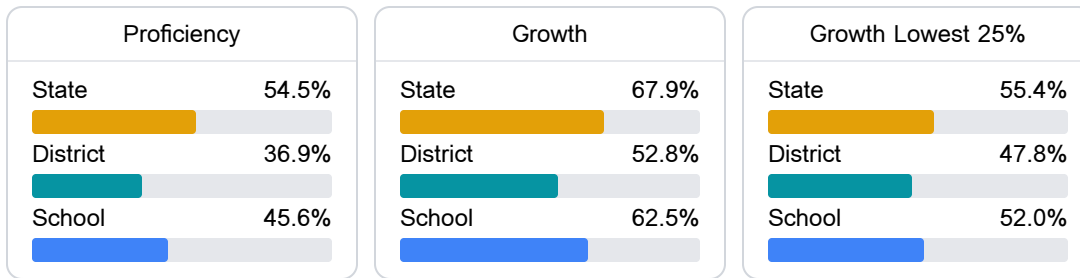 Proficiency
State 54.5%
District 36.9%
School 45.6%
Growth
State 67.9%
District 52.8%
School 62.5%
Growth Lowest 25%
State 55.4%
District 47.8%
School 52.0%